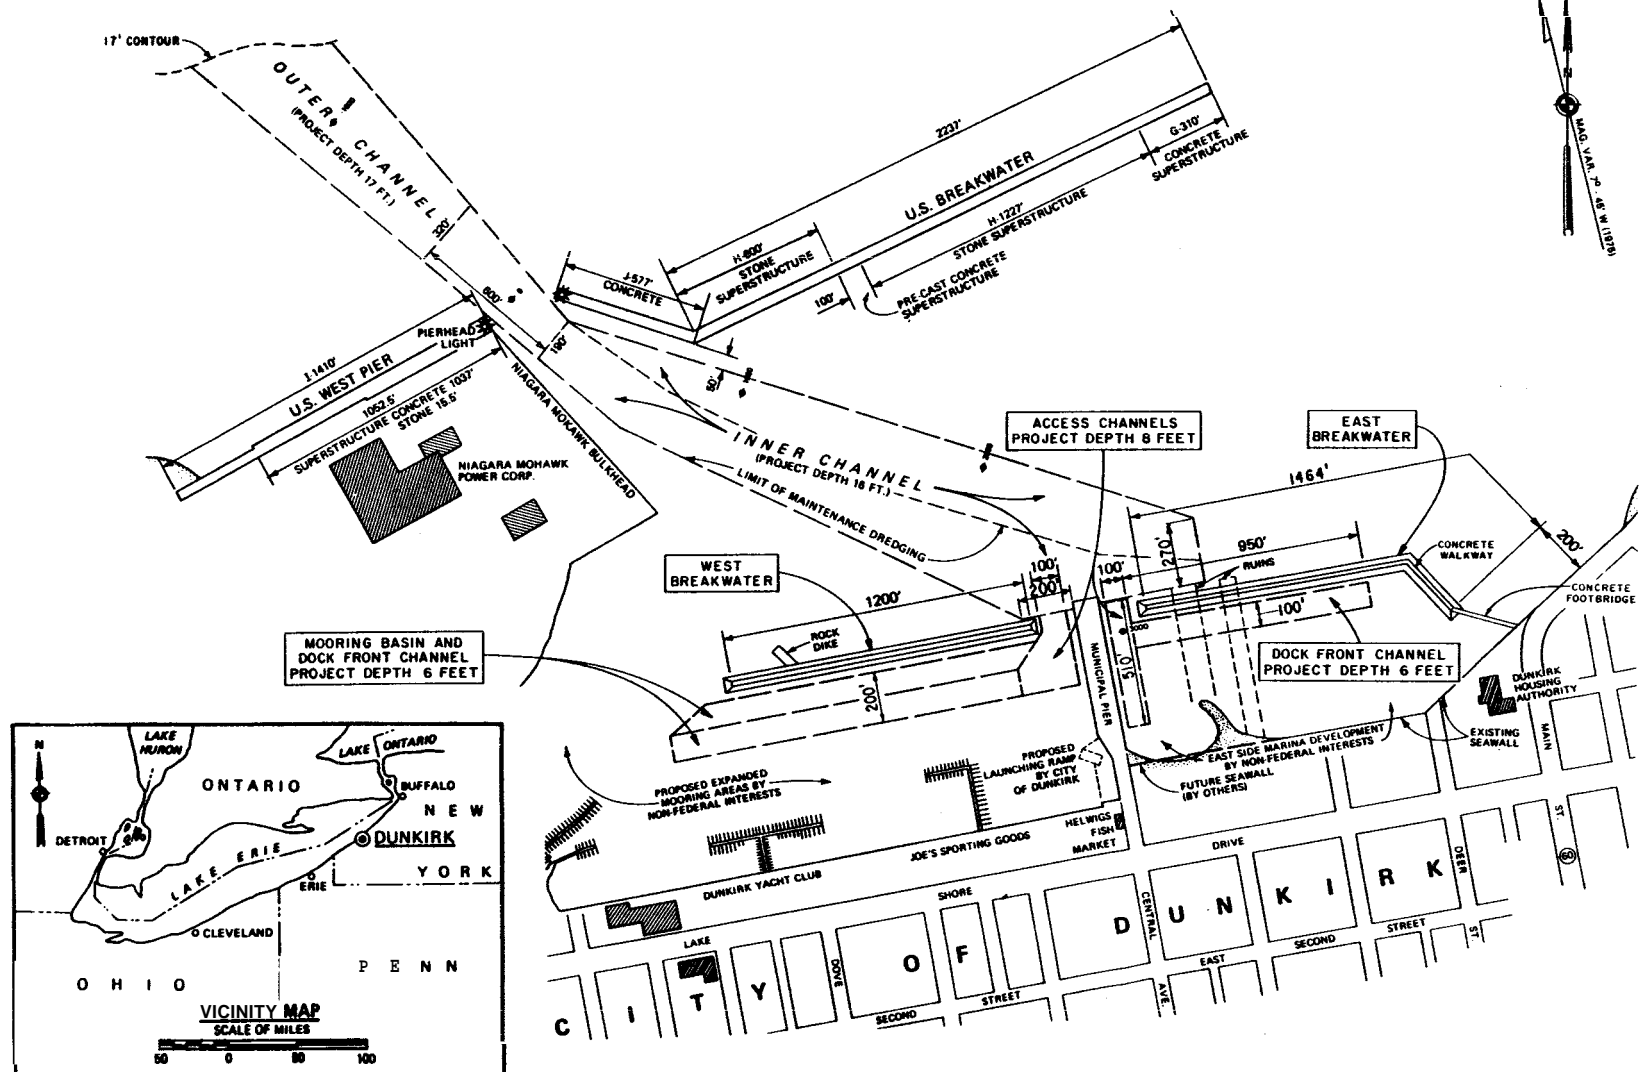 17' CONTOUR
OUTER CHANNEL
(PROJECT DEPTH 17 FT.)
320'
600'
190'
2237'
U.S. BREAKWATER
G-310'
CONCRETE
SUPERSTRUCTURE
H-1227'
STONE SUPERSTRUCTURE
PRE-CAST CONCRETE
SUPERSTRUCTURE
100'
H-600'
STONE
SUPERSTRUCTURE
J-577'
CONCRETE
N
MAG. VAR. 7° - 45' W (1976)
PIERHEAD
LIGHT
I-1410'
U.S. WEST PIER
1052.5'
SUPERSTRUCTURE CONCRETE 1037'
STONE 15.5'
NIAGARA MOHAWK
POWER CORP.
NIAGARA MOKAWK BULKHEAD
50'
INNER CHANNEL
(PROJECT DEPTH 16 FT.)
LIMIT OF MAINTENANCE DREDGING
ACCESS CHANNELS
PROJECT DEPTH 8 FEET
EAST
BREAKWATER
1464'
270'
950'
RUINS
CONCRETE
WALKWAY
200'
CONCRETE
FOOTBRIDGE
WEST
BREAKWATER
1200'
100'
200'
100'
100'
ROCK
DIKE
200'
MOORING BASIN AND
DOCK FRONT CHANNEL
PROJECT DEPTH 6 FEET
MUNICIPAL PIER
510'
DOCK FRONT CHANNEL
PROJECT DEPTH 6 FEET
DUNKIRK
HOUSING
AUTHORITY
EXISTING
SEAWALL
EAST SIDE MARINA DEVELOPMENT
BY NON-FEDERAL INTERESTS
FUTURE SEAWALL
(BY OTHERS)
PROPOSED
LAUNCHING RAMP
BY CITY
OF DUNKIRK
PROPOSED EXPANDED
MOORING AREAS BY
NON-FEDERAL INTERESTS
HELWIGS
FISH
MARKET
JOE'S SPORTING GOODS
DUNKIRK YACHT CLUB
LAKE SHORE DRIVE
MAIN ST.
60
DEER ST.
CENTRAL AVE.
DOVE
SECOND STREET
EAST SECOND STREET
CITY OF DUNKIRK
N
LAKE
HURON
LAKE ONTARIO
ONTARIO
BUFFALO
NEW
YORK
DUNKIRK
DETROIT
LAKE ERIE
ERIE
CLEVELAND
OHIO
PENN
VICINITY MAP
SCALE OF MILES
50 0 50 100